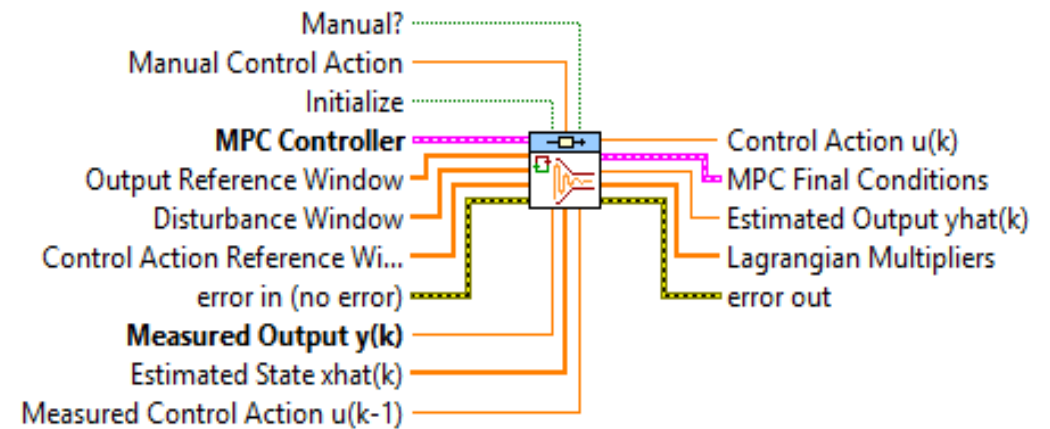 Manual?
Manual Control Action
Initialize
MPC Controller
Output Reference Window
Disturbance Window
Control Action Reference Wi...
error in (no error)
Measured Output y(k)
Estimated State xhat(k)
Measured Control Action u(k-1)
Control Action u(k)
MPC Final Conditions
Estimated Output yhat(k)
Lagrangian Multipliers
error out